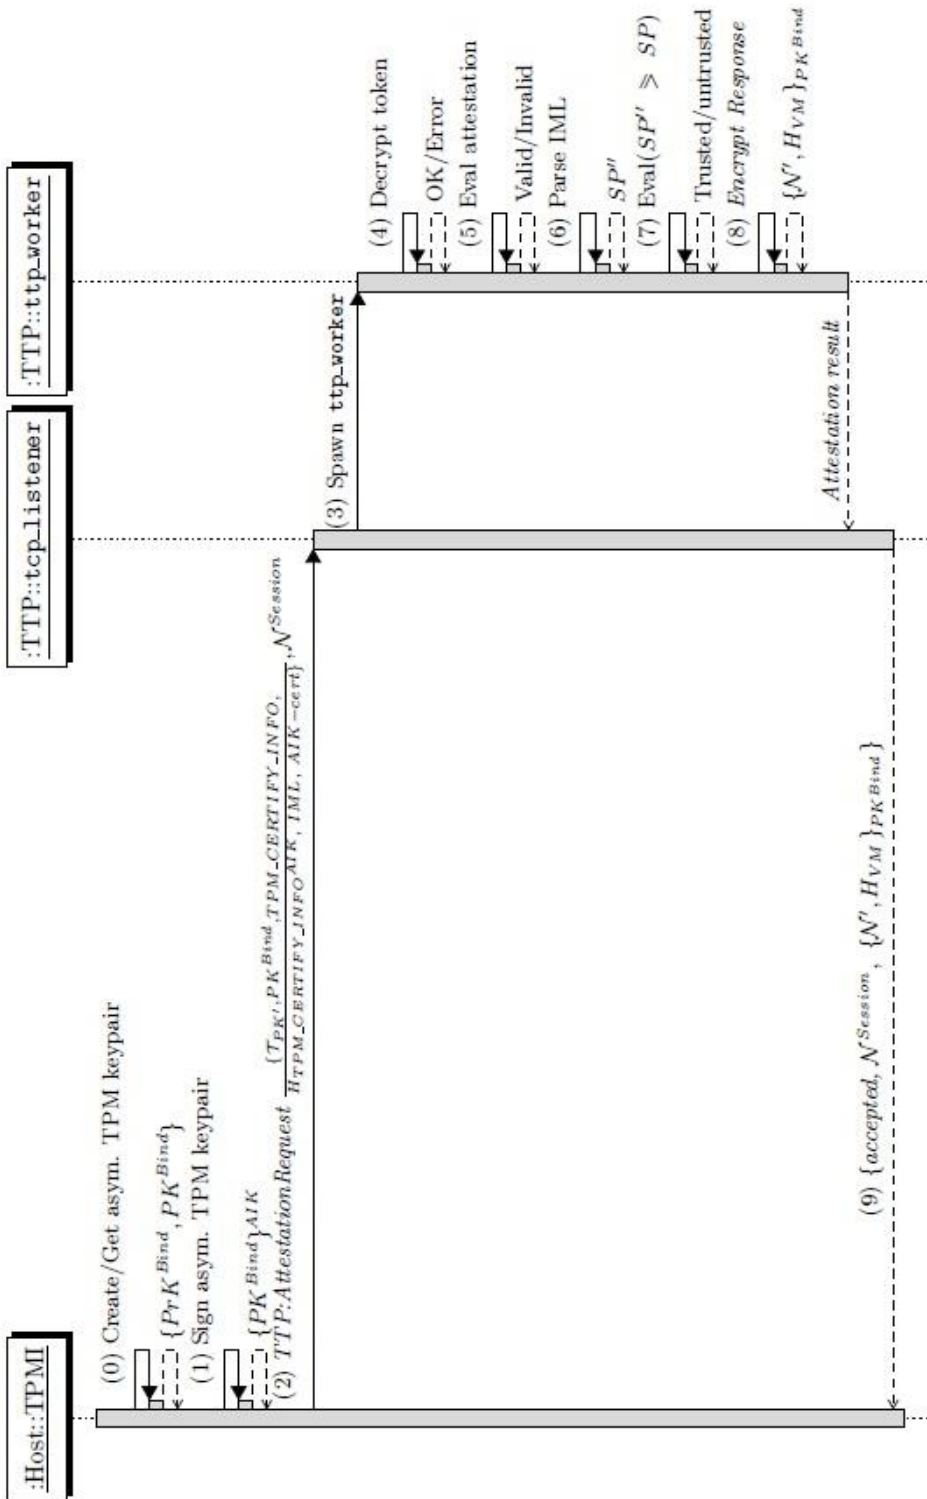 :Host::TPMI
:TTP::tcp_listener
:TTP::ttp_worker
(0) Create/Get asym. TPM keypair
{PrK^Bind, PK^Bind}
(1) Sign asym. TPM keypair
{PK^Bind}^AIK
(2) TTP:AttestationRequest {T_PK', PK^Bind, TPM_CERTIFY_INFO,
H_TPM_CERTIFY_INFO^AIK, IML, AIK−cert}, N^Session
(3) Spawn ttp_worker
(4) Decrypt token
OK/Error
(5) Eval attestation
Valid/Invalid
(6) Parse IML
SP''
(7) Eval(SP'' ⩾ SP)
Trusted/untrusted
(8) Encrypt Response
{N', H_VM}_PK^Bind
Attestation result
(9) {accepted, N^Session, {N', H_VM}_PK^Bind}